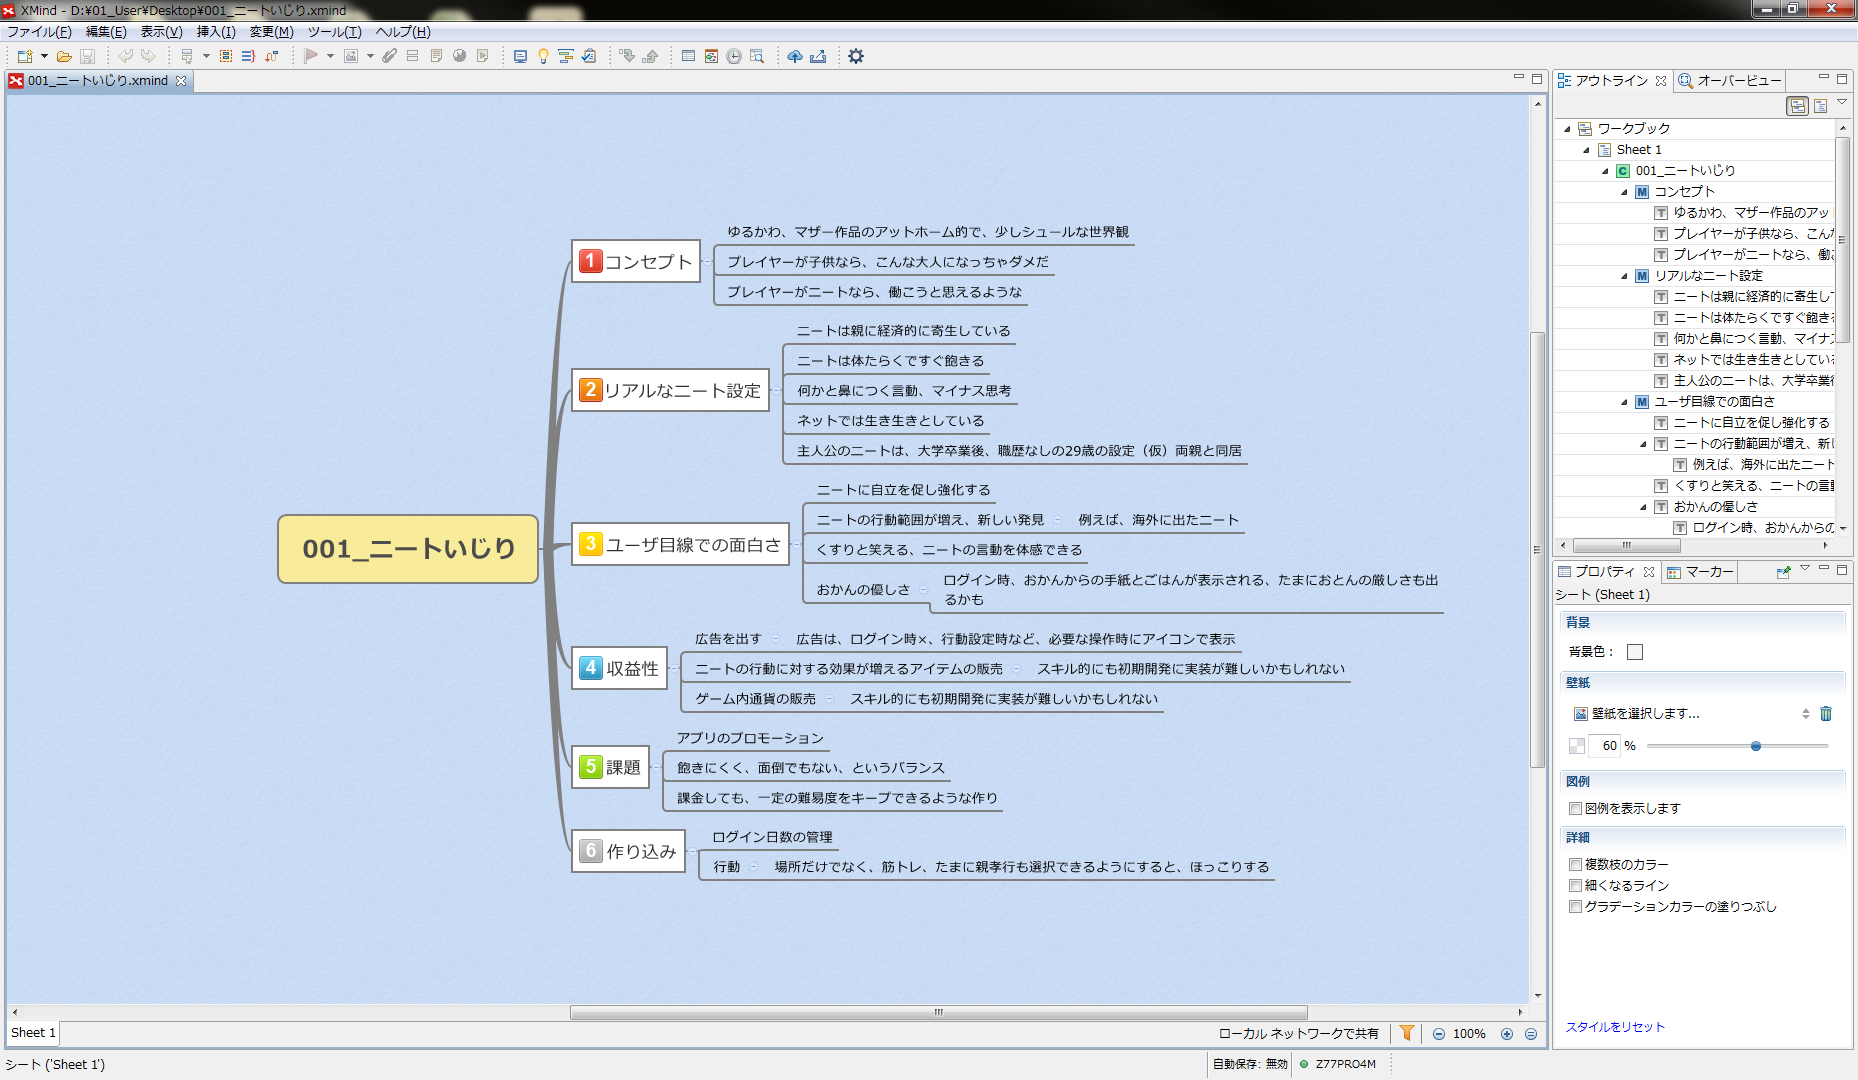 XMind - D:¥01_User¥Desktop¥001_ニートいじり.xmind
ファイル(F) 編集(E) 表示(V) 挿入(I) 変更(M) ツール(T) ヘルプ(H)
001_ニートいじり.xmind
001_ニートいじり
1 コンセプト
ゆるかわ、マザー作品のアットホーム的で、少しシュールな世界観
プレイヤーが子供なら、こんな大人になっちゃダメだ
プレイヤーがニートなら、働こうと思えるような
2 リアルなニート設定
ニートは親に経済的に寄生している
ニートは体たらくですぐ飽きる
何かと鼻につく言動、マイナス思考
ネットでは生き生きとしている
主人公のニートは、大学卒業後、職歴なしの29歳の設定（仮）両親と同居
3 ユーザ目線での面白さ
ニートに自立を促し強化する
ニートの行動範囲が増え、新しい発見 例えば、海外に出たニート
くすりと笑える、ニートの言動を体感できる
おかんの優しさ
ログイン時、おかんからの手紙とごはんが表示される、たまにおとんの厳しさも出
るかも
4 収益性
広告を出す 広告は、ログイン時×、行動設定時など、必要な操作時にアイコンで表示
ニートの行動に対する効果が増えるアイテムの販売 スキル的にも初期開発に実装が難しいかもしれない
ゲーム内通貨の販売 スキル的にも初期開発に実装が難しいかもしれない
5 課題
アプリのプロモーション
飽きにくく、面倒でもない、というバランス
課金しても、一定の難易度をキープできるような作り
6 作り込み
ログイン日数の管理
行動 場所だけでなく、筋トレ、たまに親孝行も選択できるようにすると、ほっこりする
アウトライン オーバービュー
ワークブック
Sheet 1
C 001_ニートいじり
M コンセプト
T ゆるかわ、マザー作品のアッ
T プレイヤーが子供なら、こん
T プレイヤーがニートなら、働
M リアルなニート設定
T ニートは親に経済的に寄生し
T ニートは体たらくですぐ飽き
T 何かと鼻につく言動、マイナ
T ネットでは生き生きとしてい
T 主人公のニートは、大学卒業
M ユーザ目線での面白さ
T ニートに自立を促し強化する
T ニートの行動範囲が増え、新
T 例えば、海外に出たニート
T くすりと笑える、ニートの言
T おかんの優しさ
T ログイン時、おかんからの
プロパティ マーカー
シート (Sheet 1)
背景
背景色：
壁紙
壁紙を選択します...
60 %
図例
図例を表示します
詳細
複数枝のカラー
細くなるライン
グラデーションカラーの塗りつぶし
スタイルをリセット
Sheet 1
ローカル ネットワークで共有 100%
シート ('Sheet 1')
自動保存: 無効 Z77PRO4M